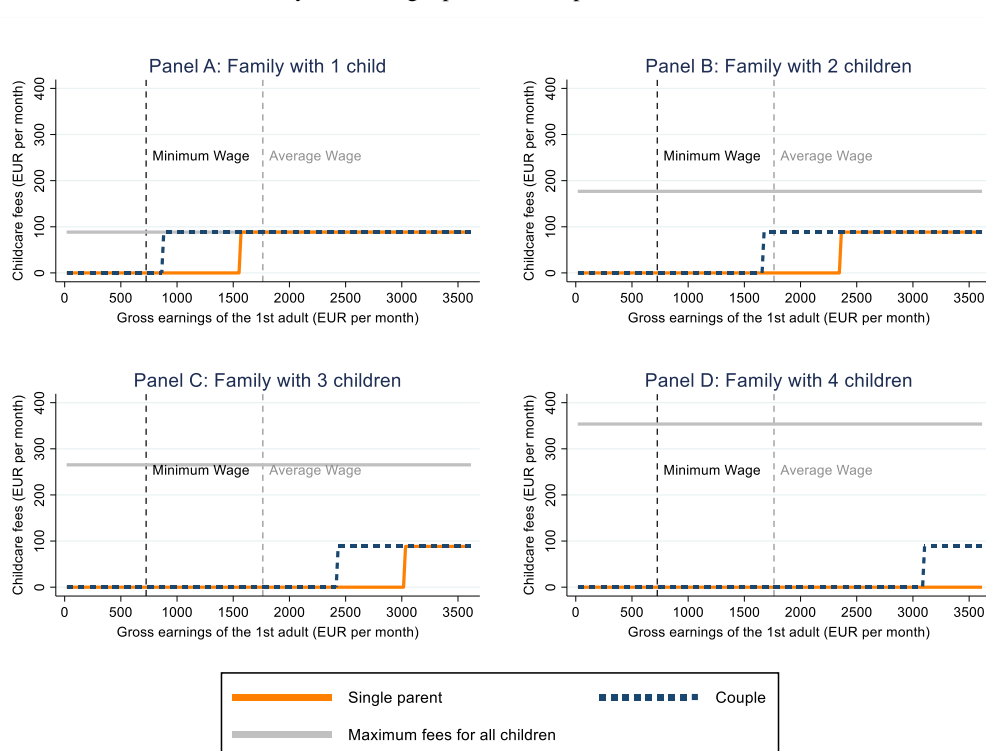 Panel A: Family with 1 child
Childcare fees (EUR per month)
400
300
200
100
0
Minimum Wage
Average Wage
0 500 1000 1500 2000 2500 3000 3500
Gross earnings of the 1st adult (EUR per month)
Panel B: Family with 2 children
Childcare fees (EUR per month)
400
300
200
100
0
Minimum Wage
Average Wage
0 500 1000 1500 2000 2500 3000 3500
Gross earnings of the 1st adult (EUR per month)
Panel C: Family with 3 children
Childcare fees (EUR per month)
400
300
200
100
0
Minimum Wage
Average Wage
0 500 1000 1500 2000 2500 3000 3500
Gross earnings of the 1st adult (EUR per month)
Panel D: Family with 4 children
Childcare fees (EUR per month)
400
300
200
100
0
Minimum Wage
Average Wage
0 500 1000 1500 2000 2500 3000 3500
Gross earnings of the 1st adult (EUR per month)
Single parent
Couple
Maximum fees for all children